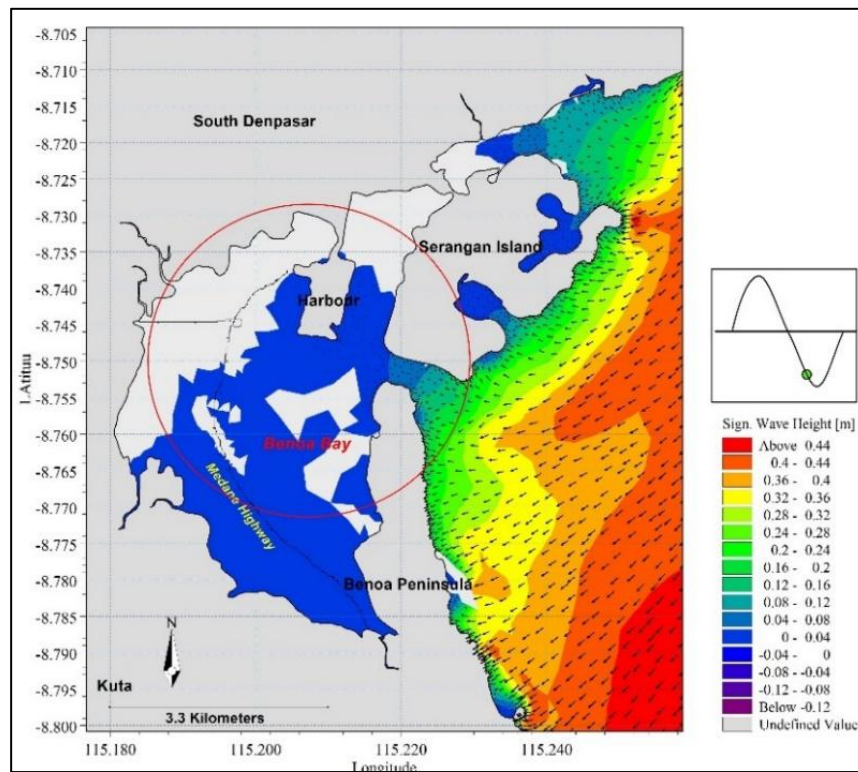 -8.705
-8.710
-8.715
-8.720
-8.725
-8.730
-8.735
-8.740
-8.745
-8.750
-8.755
-8.760
-8.765
-8.770
-8.775
-8.780
-8.785
-8.790
-8.795
-8.800
South Denpasar
Serangan Island
Harbour
Benoa Bay
Medano Highway
Benoa Peninsula
N
Kuta
3.3 Kilometers
115.180
115.200
115.220
115.240
Longitude
Sign. Wave Height [m]
Above 0.44
0.4 - 0.44
0.36 - 0.4
0.32 - 0.36
0.28 - 0.32
0.24 - 0.28
0.2 - 0.24
0.16 - 0.2
0.12 - 0.16
0.08 - 0.12
0.04 - 0.08
0 - 0.04
-0.04 - 0
-0.08 - -0.04
-0.12 - -0.08
Below -0.12
Undefined Value